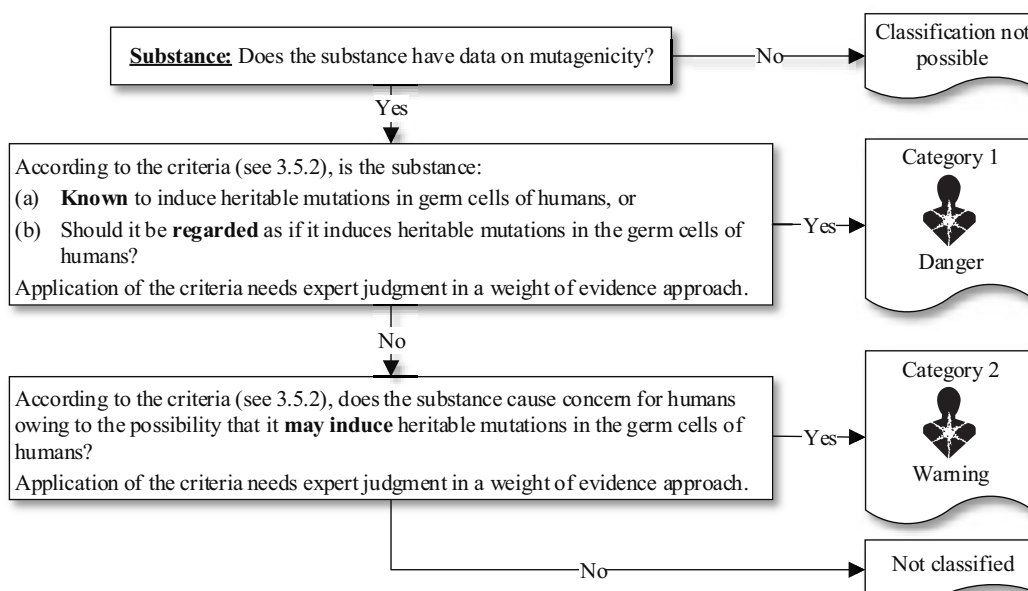 Substance: Does the substance have data on mutagenicity?
No
Classification not
possible
Yes
According to the criteria (see 3.5.2), is the substance:
(a) Known to induce heritable mutations in germ cells of humans, or
(b) Should it be regarded as if it induces heritable mutations in the germ cells of
humans?
Application of the criteria needs expert judgment in a weight of evidence approach.
Yes
Category 1
Danger
No
According to the criteria (see 3.5.2), does the substance cause concern for humans
owing to the possibility that it may induce heritable mutations in the germ cells of
humans?
Application of the criteria needs expert judgment in a weight of evidence approach.
Yes
Category 2
Warning
No
Not classified